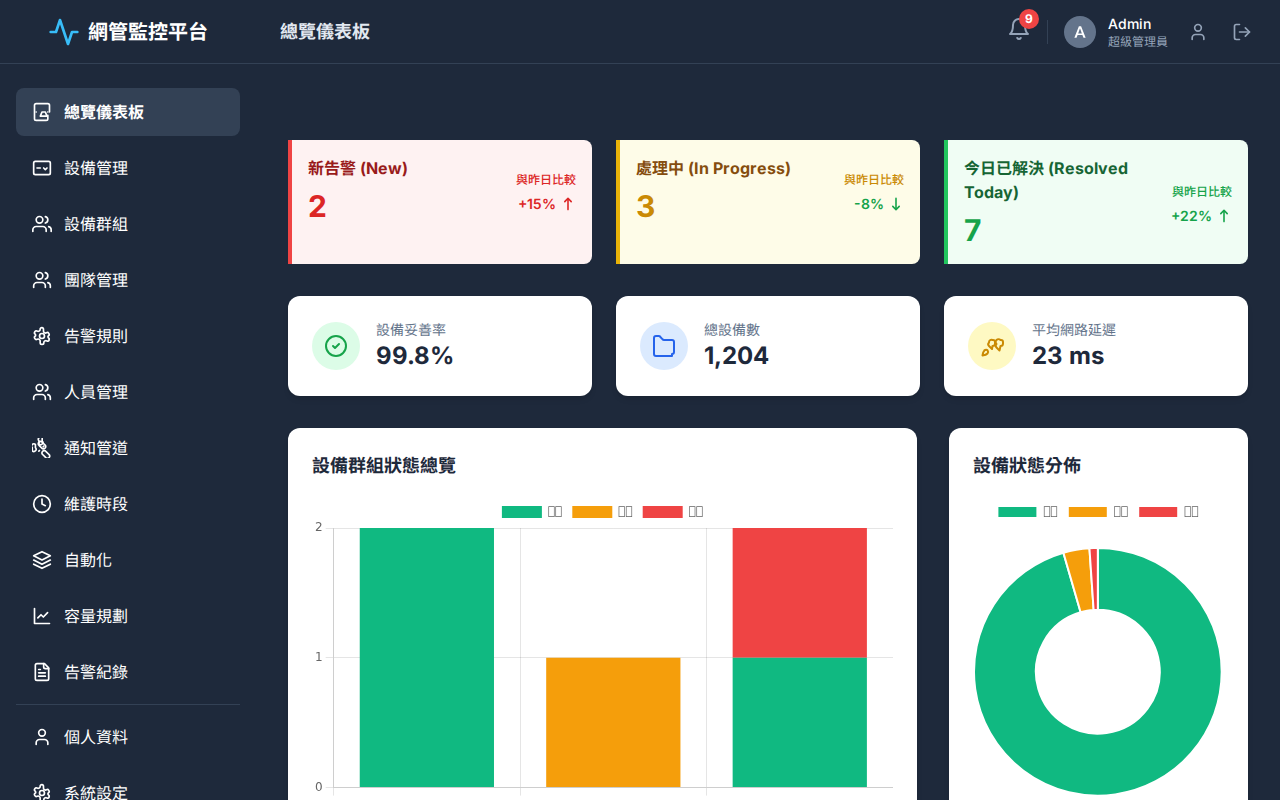 網管監控平台
總覽儀表板
9
A
Admin
超級管理員
總覽儀表板
設備管理
設備群組
團隊管理
告警規則
人員管理
通知管道
維護時段
自動化
容量規劃
告警紀錄
個人資料
系統設定
新告警 (New)
2
與昨日比較
+15% ↑
處理中 (In Progress)
3
與昨日比較
-8% ↓
今日已解決 (Resolved
Today)
7
與昨日比較
+22% ↑
設備妥善率
99.8%
總設備數
1,204
平均網路延遲
23 ms
設備群組狀態總覽
2
1
0
設備狀態分佈